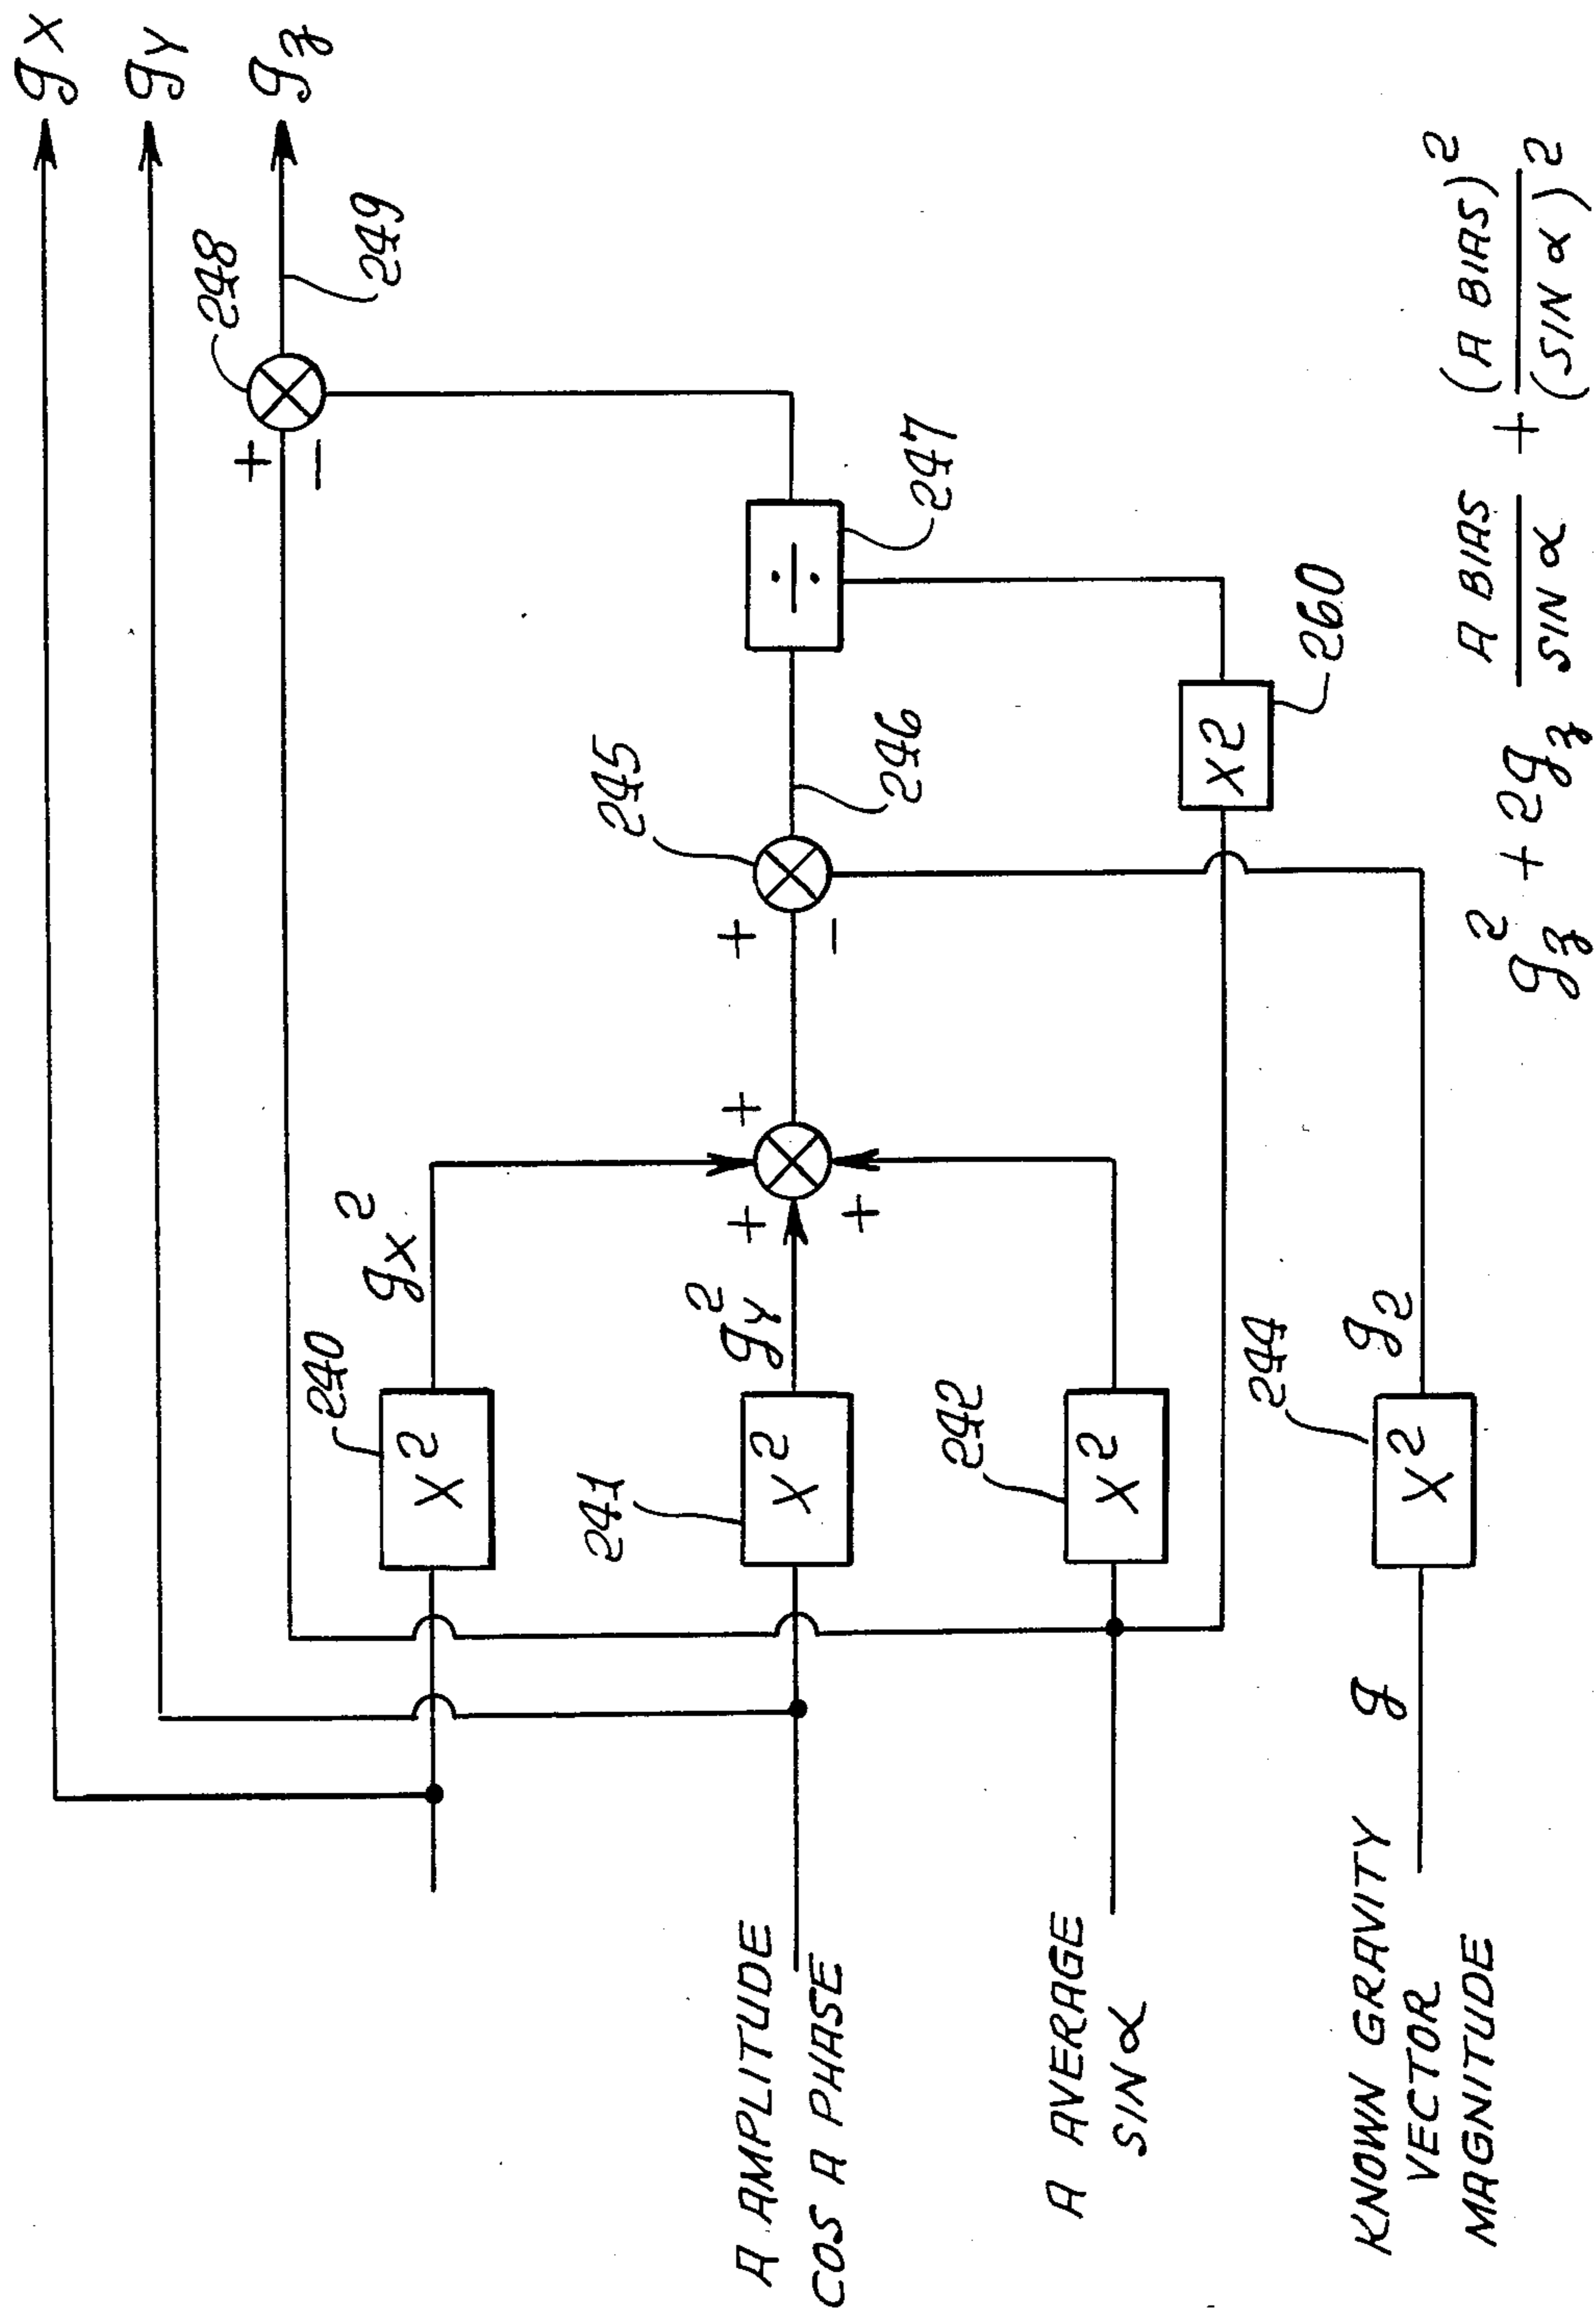 gX
gY
gz
248
249
+
−
240
X²
gX²
241
X²
gY²
+
+
+
245
+
−
246
÷
247
242
X²
X2
260
A AMPLITUDE
COS A PHASE
A AVERAGE
SIN α
KNOWN GRAVITY
VECTOR
MAGNITUDE
g
244
X²
g2
gz² + 2gz A BIAS / SIN α + (A BIAS)² / (SIN α)²